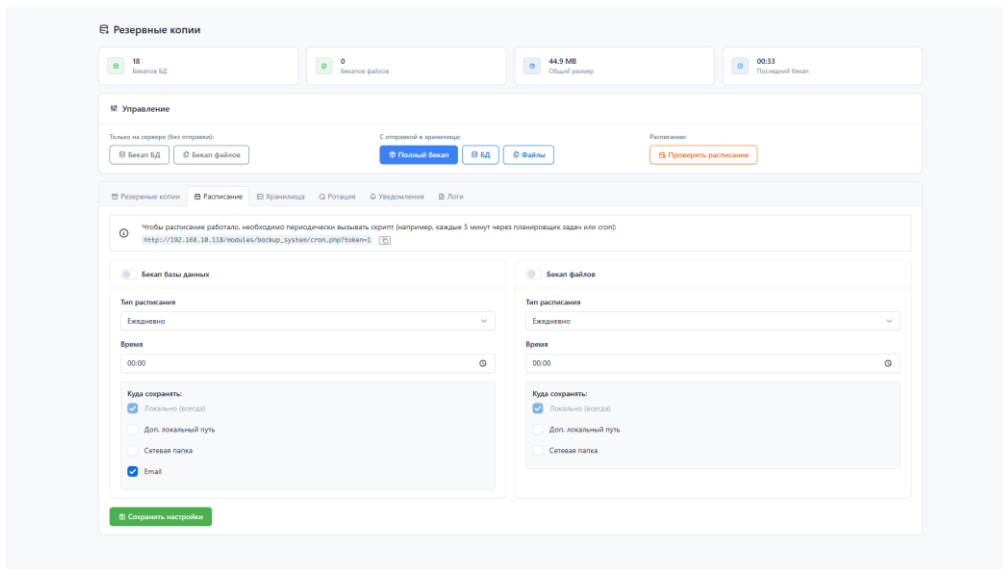 Резервные копии
18
Бекапов БД
0
Бекапов файлов
44.9 MB
Общий размер
00:33
Последний бекап
Управление
Только на сервере (без отправки):
С отправкой в хранилища:
Расписание:
Бекап БД
Бекап файлов
Полный бекап
БД
Файлы
Проверить расписание
Резервные копии
Расписание
Хранилища
Ротация
Уведомления
Логи
Чтобы расписание работало, необходимо периодически вызывать скрипт (например, каждые 5 минут через планировщик задач или cron):
http://192.168.10.118/modules/backup_system/cron.php?token=1
Бекап базы данных
Тип расписания
Ежедневно
Время
00:00
Куда сохранять:
Локально (всегда)
Доп. локальный путь
Сетевая папка
Email
Бекап файлов
Тип расписания
Ежедневно
Время
00:00
Куда сохранять:
Локально (всегда)
Доп. локальный путь
Сетевая папка
Сохранить настройки